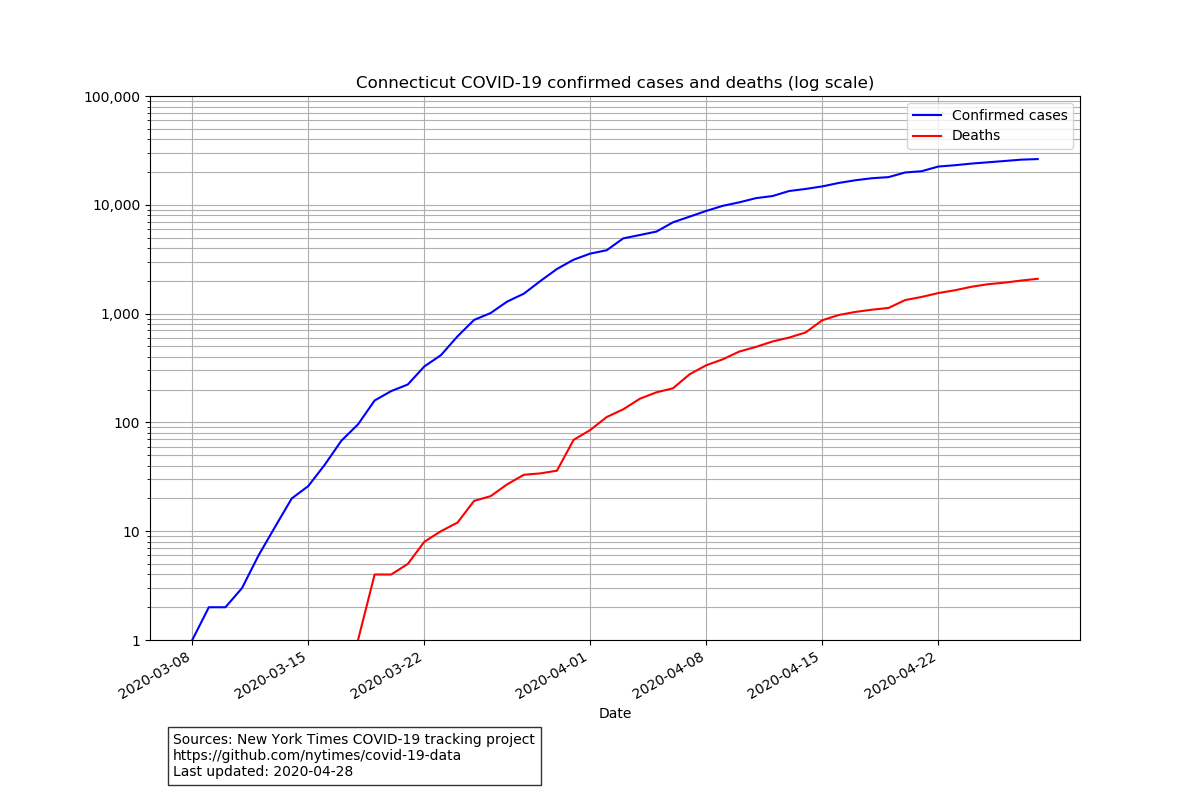 Connecticut COVID-19 confirmed cases and deaths (log scale)
100,000
10,000
1,000
100
10
1
Confirmed cases
Deaths
2020-03-08
2020-03-15
2020-03-22
2020-04-01
2020-04-08
2020-04-15
2020-04-22
Date
Sources: New York Times COVID-19 tracking project
https://github.com/nytimes/covid-19-data
Last updated: 2020-04-28